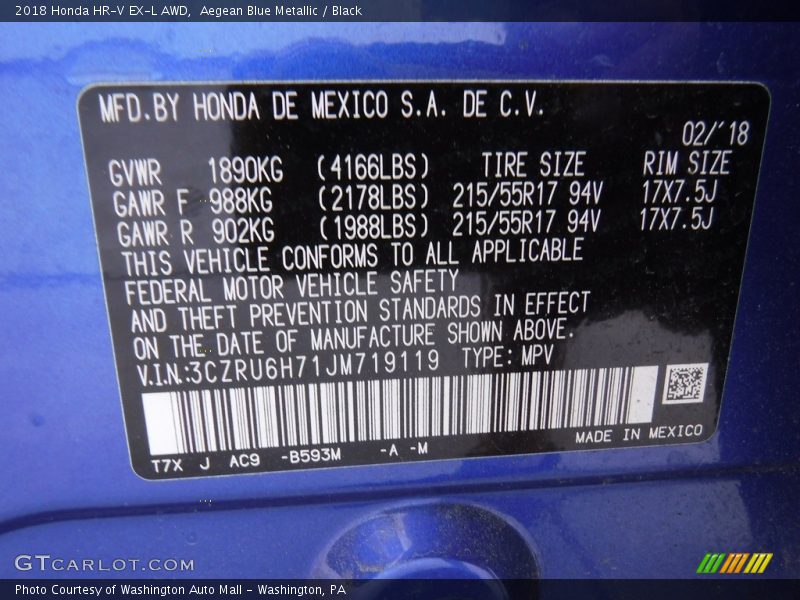 2018 Honda HR-V EX-L AWD,  Aegean Blue Metallic / Black
MFD.BY HONDA DE MEXICO S.A. DE C.V.
02/'18
GVWR 1890KG (4166LBS) TIRE SIZE RIM SIZE
GAWR F 988KG (2178LBS) 215/55R17 94V 17X7.5J
GAWR R 902KG (1988LBS) 215/55R17 94V 17X7.5J
THIS VEHICLE CONFORMS TO ALL APPLICABLE
FEDERAL MOTOR VEHICLE SAFETY
AND THEFT PREVENTION STANDARDS IN EFFECT
ON THE DATE OF MANUFACTURE SHOWN ABOVE.
V.I.N.:3CZRU6H71JM719119 TYPE: MPV
T7X J AC9 -B593M -A -M MADE IN MEXICO
GTCARLOT.COM
Photo Courtesy of Washington Auto Mall - Washington, PA